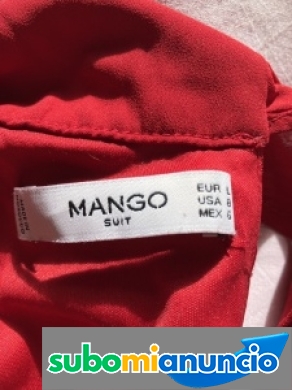 MANGO
SUIT
EUR L
USA 8
MEX 6
subomianuncio